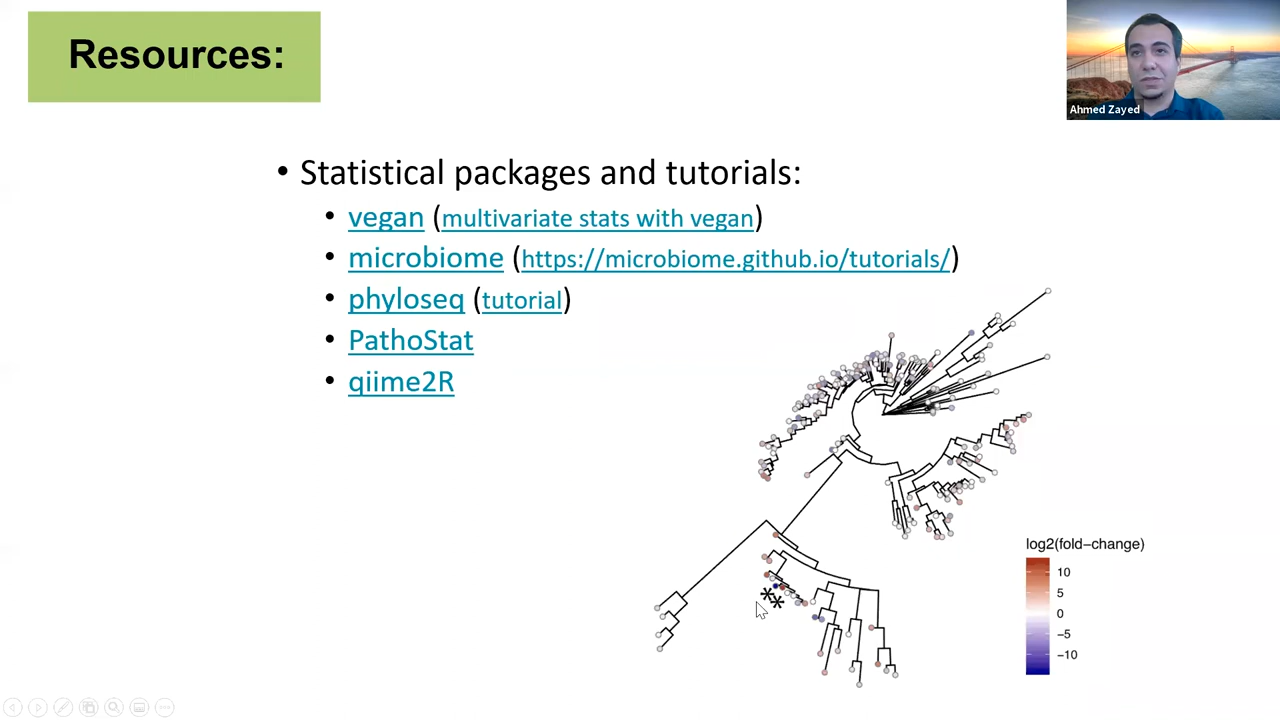 Resources:
Ahmed Zayed
• Statistical packages and tutorials:
• vegan (multivariate stats with vegan)
• microbiome (https://microbiome.github.io/tutorials/)
• phyloseq (tutorial)
• PathoStat
• qiime2R
**
log2(fold−change)
10
5
0
−5
−10